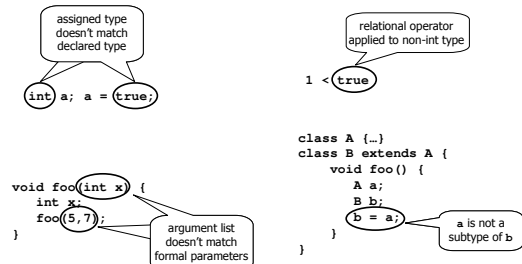 assigned type
doesn't match
declared type
int a; a = true;
relational operator
applied to non-int type
1 < true
void foo(int x) {
int x;
foo(5,7);
}
argument list
doesn't match
formal parameters
class A {…}
class B extends A {
void foo() {
A a;
B b;
b = a;
}
}
a is not a
subtype of b